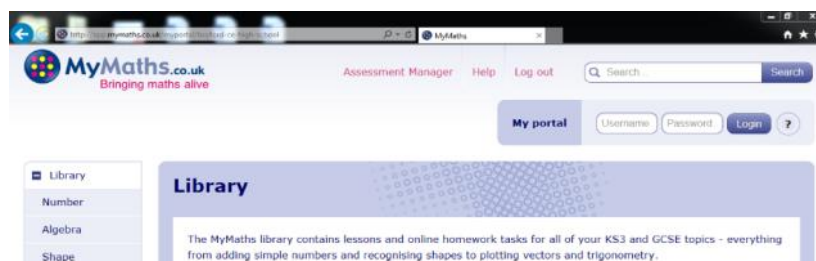 MyMaths
MyMaths.co.uk
Bringing maths alive
Assessment Manager Help Log out Search... Search
My portal Username Password Login ?
Library
Number
Algebra
Shape
Library
The MyMaths library contains lessons and online homework tasks for all of your KS3 and GCSE topics - everything
from adding simple numbers and recognising shapes to plotting vectors and trigonometry.